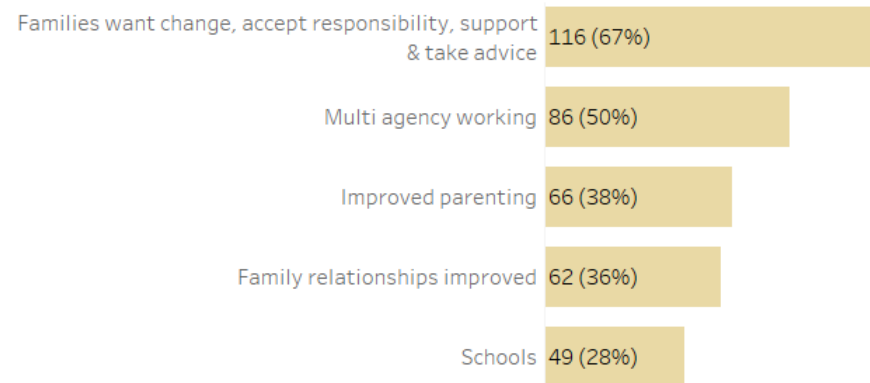 Families want change, accept responsibility, support
& take advice
116 (67%)
Multi agency working
86 (50%)
Improved parenting
66 (38%)
Family relationships improved
62 (36%)
Schools
49 (28%)